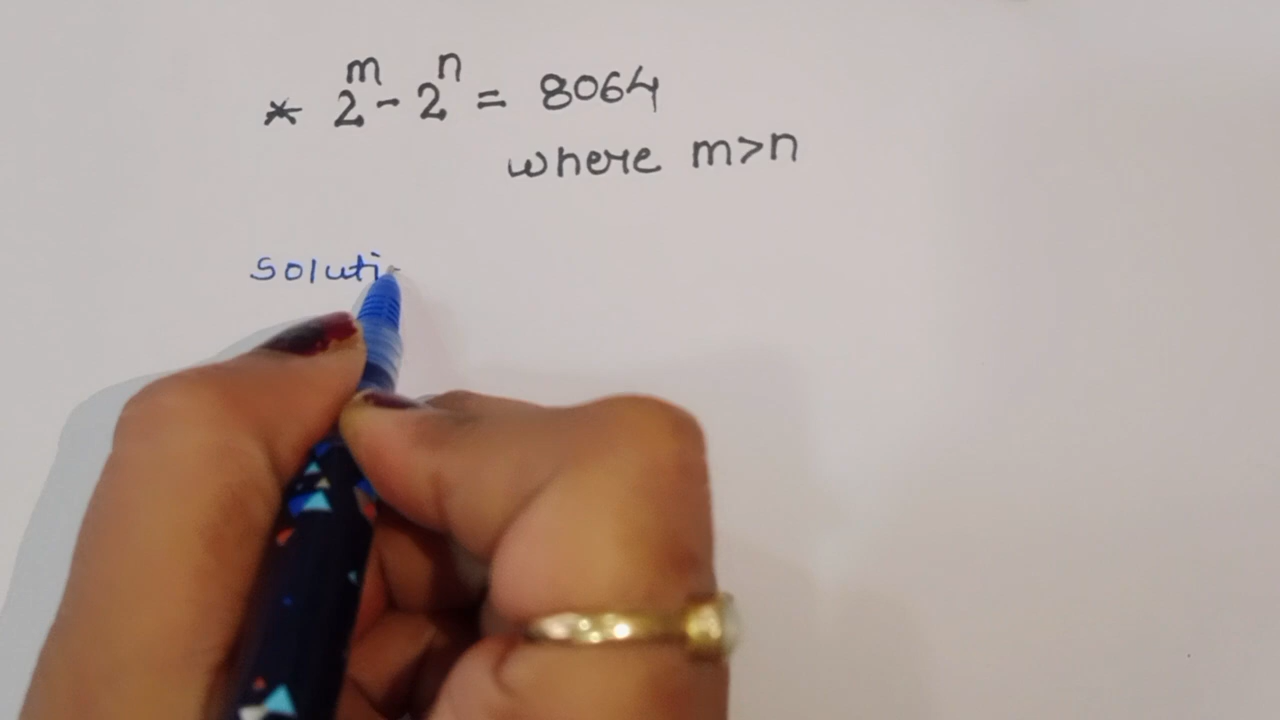 * 2^m - 2^n = 8064
where m>n
Soluti